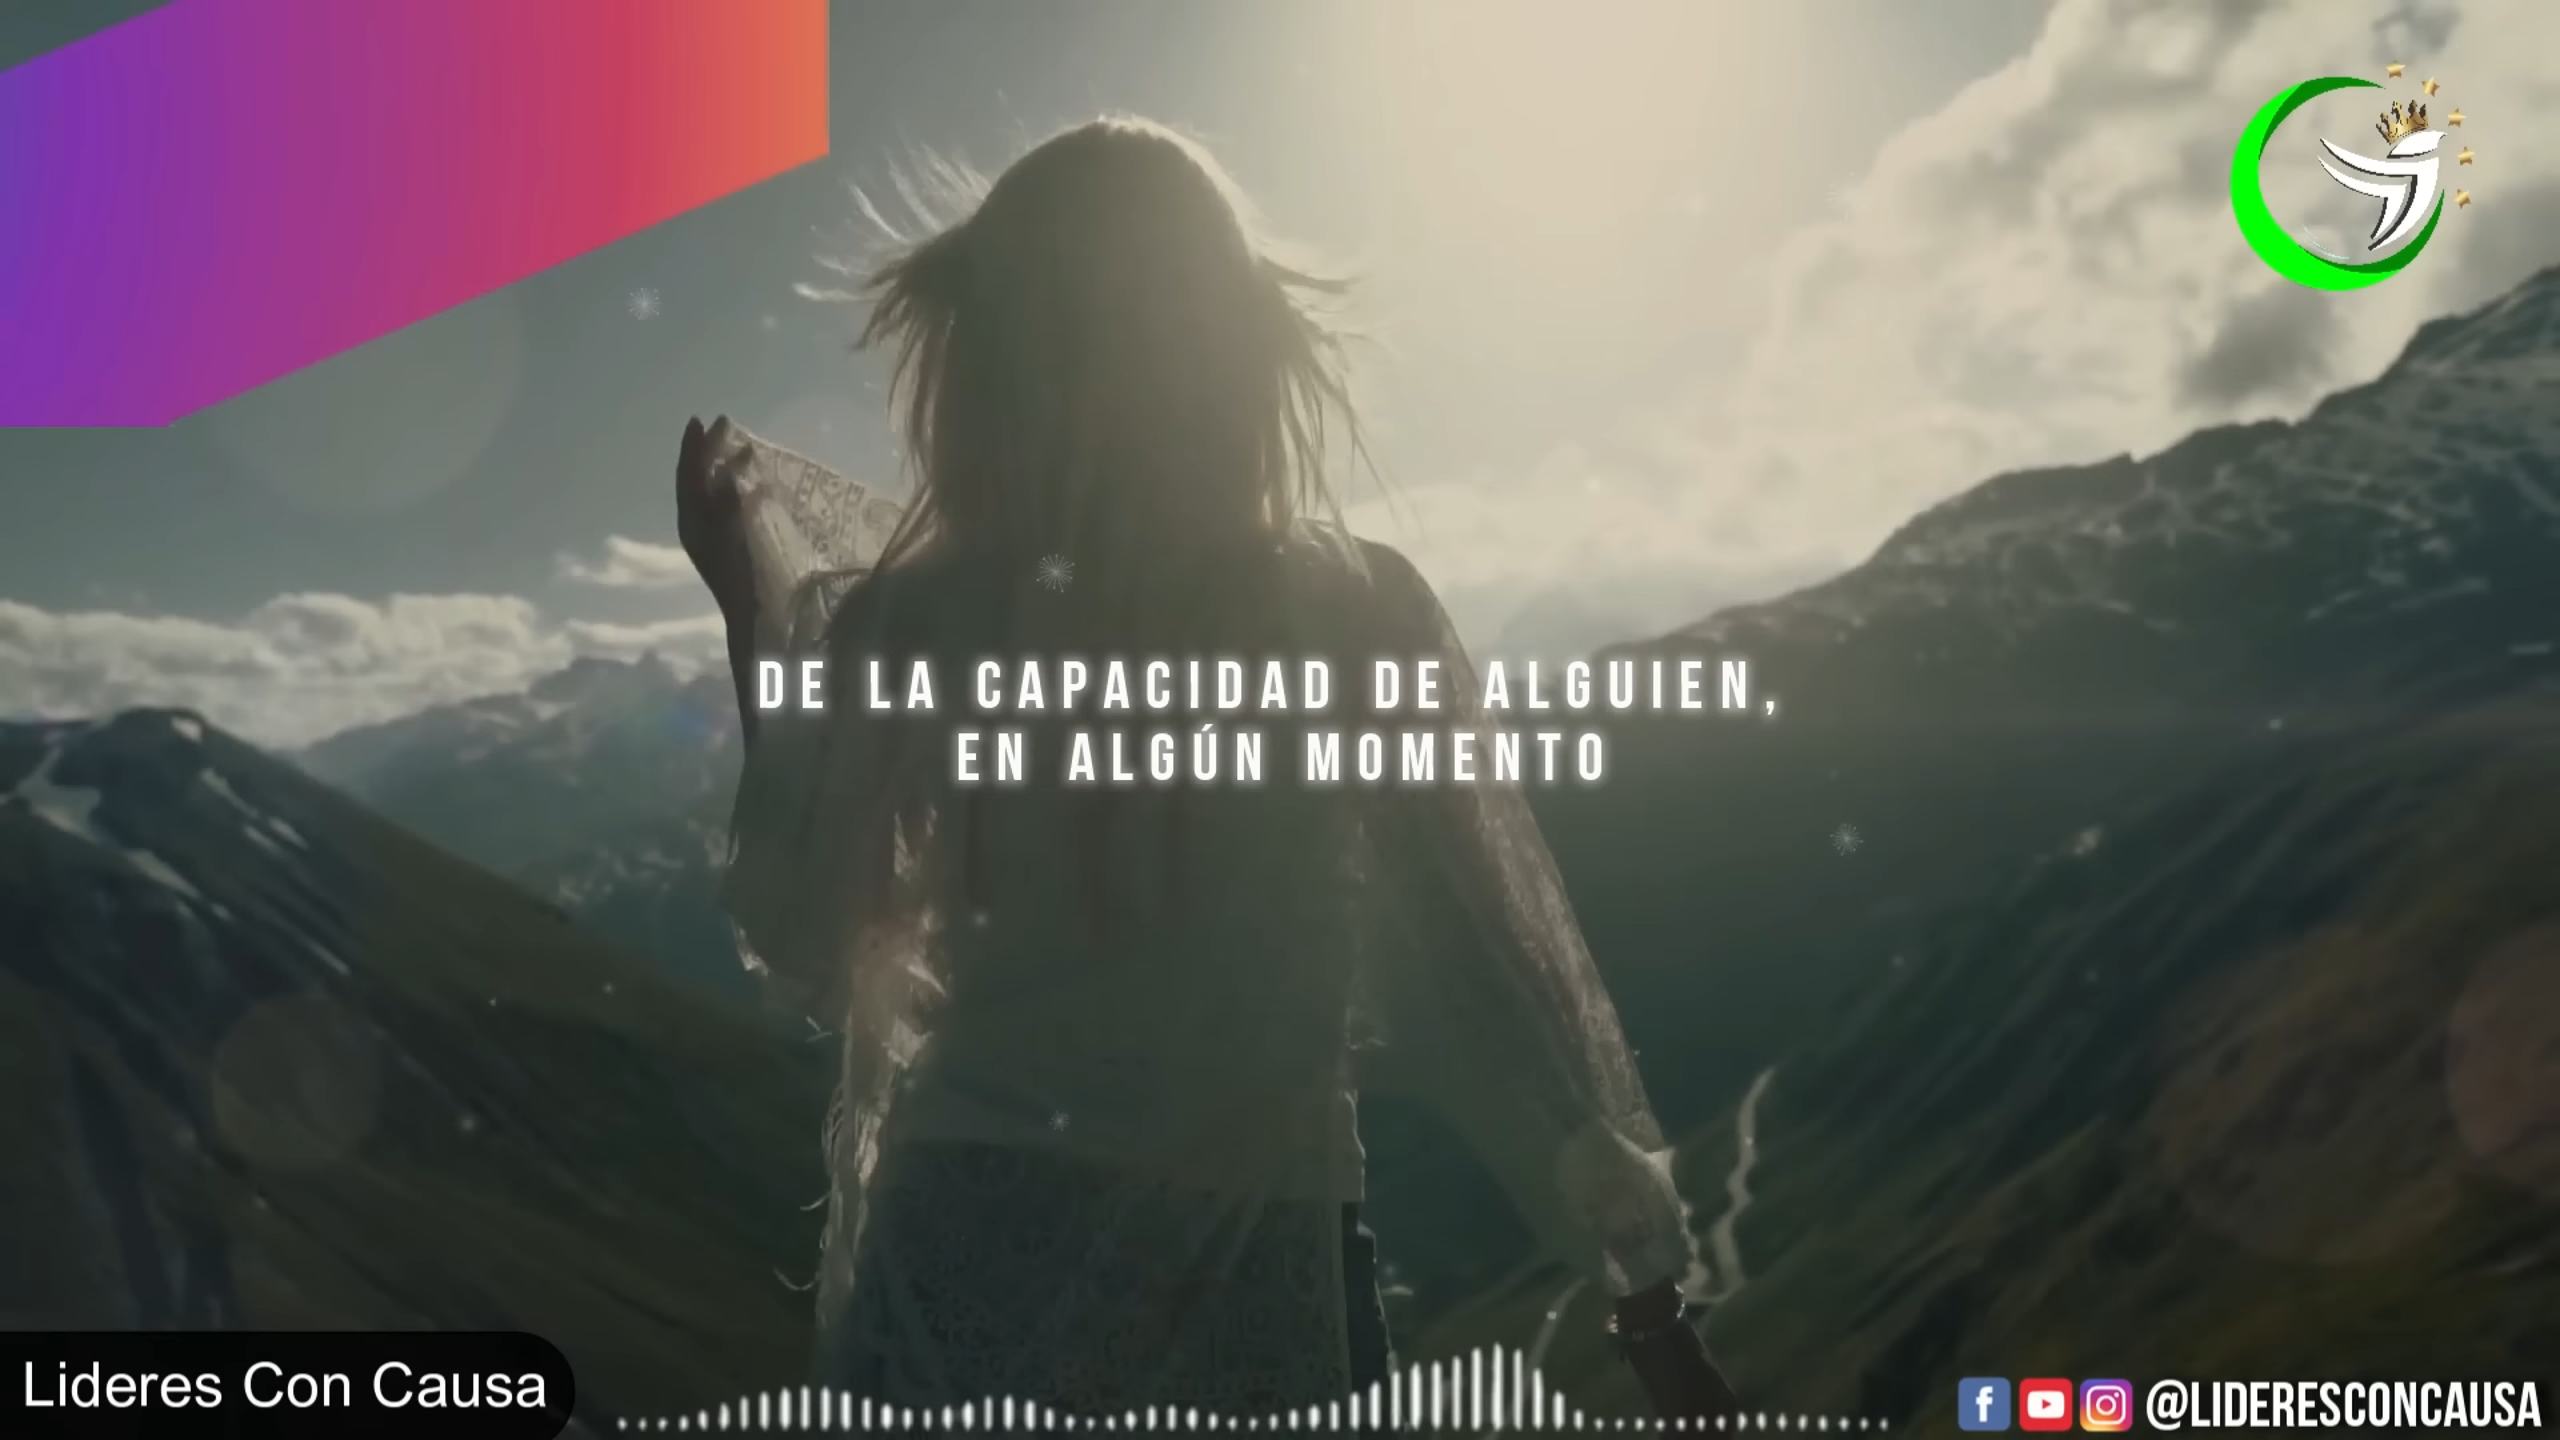 DE LA CAPACIDAD DE ALGUIEN,
EN ALGÚN MOMENTO
Lideres Con Causa
@LIDERESCONCAUSA